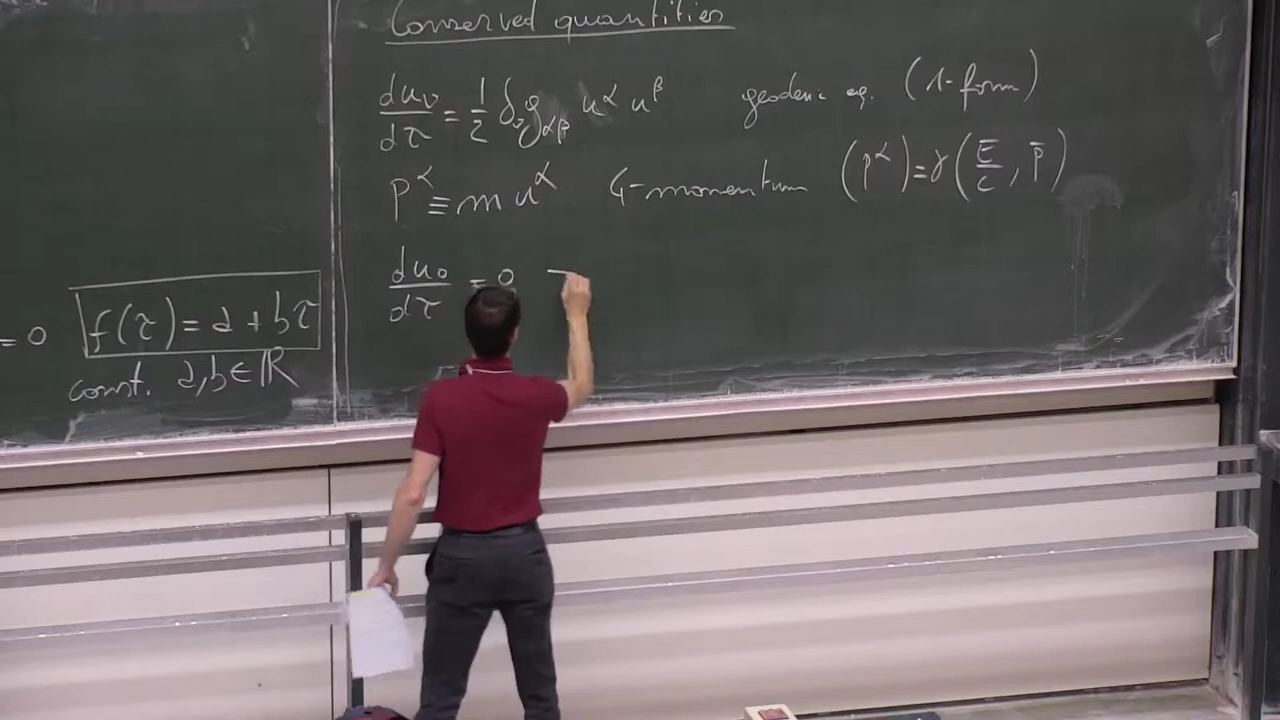 = 0 f(τ) = a + bτ
const. a, b ∈ ℝ
Conserved quantities
du_ν/dτ = 1/2 ∂_ν g_αβ u^α u^β geodesic eq. (1-form)
p^α ≡ m u^α 4-momentum (p^α) = γ(E/c, p̄)
du_0/dτ = 0